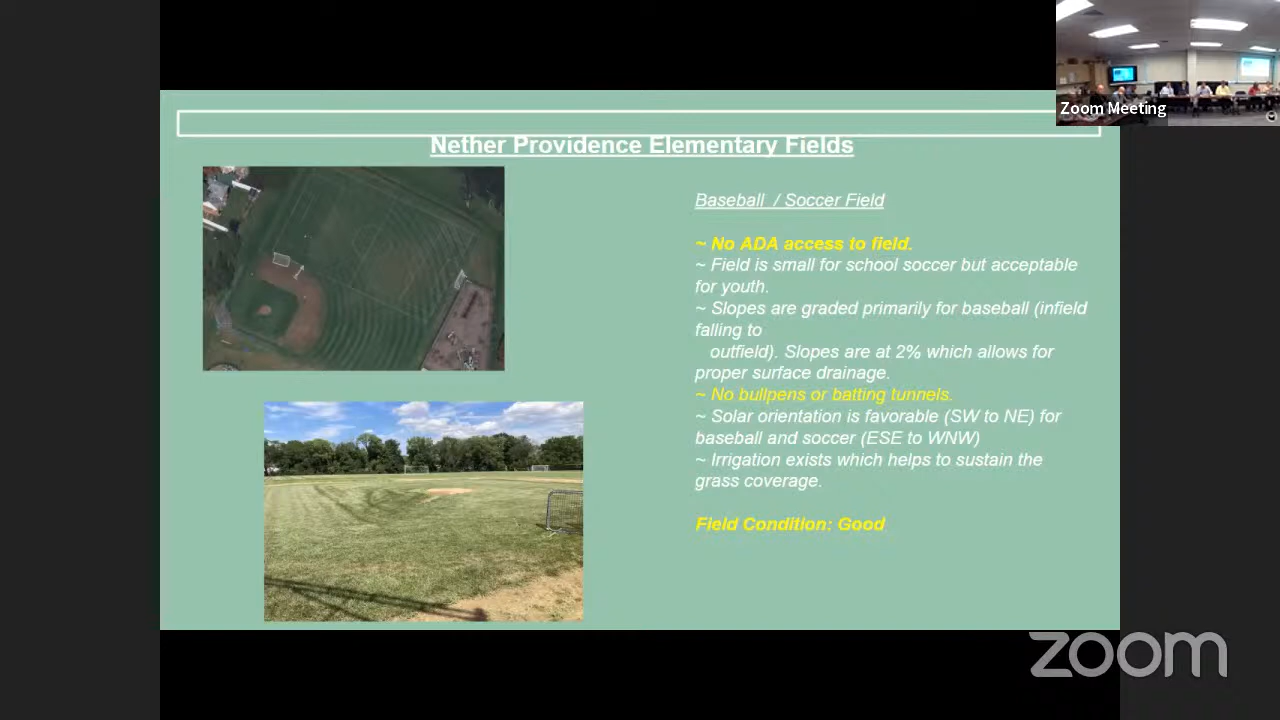 Zoom Meeting
Nether Providence Elementary Fields
Baseball / Soccer Field
~ No ADA access to field.
~ Field is small for school soccer but acceptable
for youth.
~ Slopes are graded primarily for baseball (infield
falling to
outfield). Slopes are at 2% which allows for
proper surface drainage.
~ No bullpens or batting tunnels.
~ Solar orientation is favorable (SW to NE) for
baseball and soccer (ESE to WNW)
~ Irrigation exists which helps to sustain the
grass coverage.
Field Condition: Good
zoom